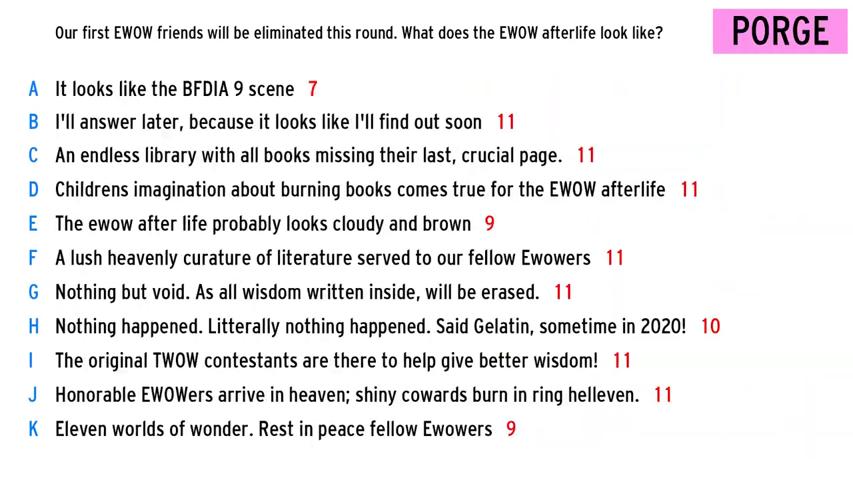 Our first EWOW friends will be eliminated this round. What does the EWOW afterlife look like?
PORGE
A It looks like the BFDIA 9 scene 7
B I'll answer later, because it looks like I'll find out soon 11
C An endless library with all books missing their last, crucial page. 11
D Childrens imagination about burning books comes true for the EWOW afterlife 11
E The ewow after life probably looks cloudy and brown 9
F A lush heavenly curature of literature served to our fellow Ewowers 11
G Nothing but void. As all wisdom written inside, will be erased. 11
H Nothing happened. Litterally nothing happened. Said Gelatin, sometime in 2020! 10
I The original TWOW contestants are there to help give better wisdom! 11
J Honorable EWOWers arrive in heaven; shiny cowards burn in ring helleven. 11
K Eleven worlds of wonder. Rest in peace fellow Ewowers 9